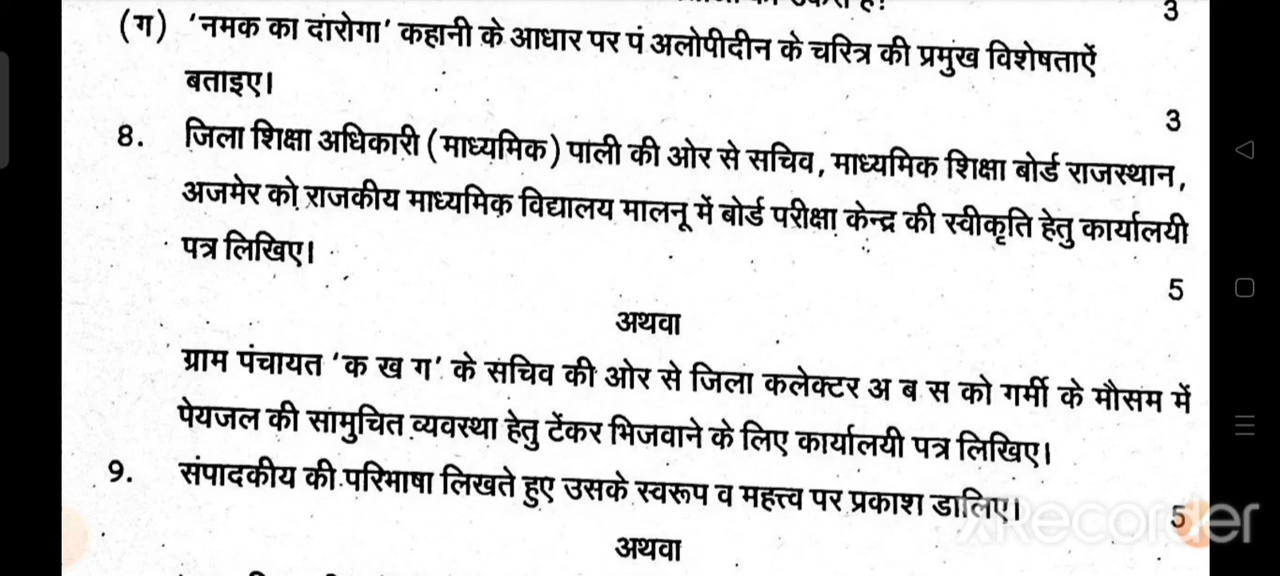 3
(ग) 'नमक का दारोगा' कहानी के आधार पर पं अलोपीदीन के चरित्र की प्रमुख विशेषताऐं
बताइए।
3
8. जिला शिक्षा अधिकारी (माध्यमिक) पाली की ओर से सचिव, माध्यमिक शिक्षा बोर्ड राजस्थान,
अजमेर को राजकीय माध्यमिक विद्यालय मालनू में बोर्ड परीक्षा केन्द्र की स्वीकृति हेतु कार्यालयी
पत्र लिखिए।
5
अथवा
ग्राम पंचायत 'क ख ग' के सचिव की ओर से जिला कलेक्टर अ ब स को गर्मी के मौसम में
पेयजल की सामुचित व्यवस्था हेतु टेंकर भिजवाने के लिए कार्यालयी पत्र लिखिए।
9. संपादकीय की परिभाषा लिखते हुए उसके स्वरूप व महत्त्व पर प्रकाश डालिए।
5
XRecorder
अथवा